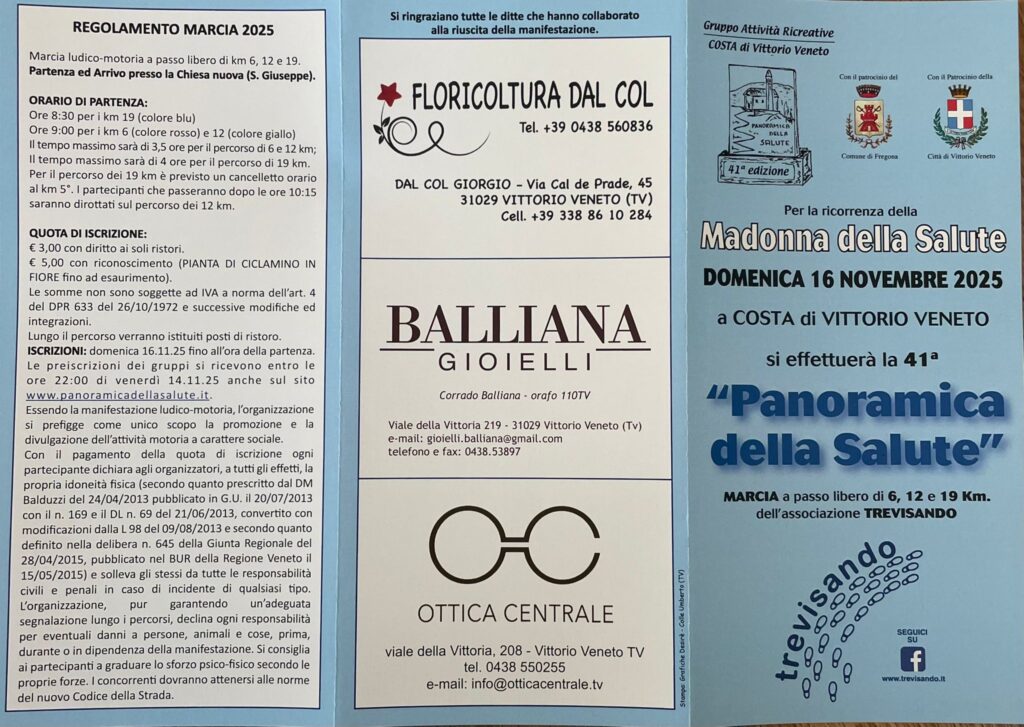 REGOLAMENTO MARCIA 2025
Marcia ludico-motoria a passo libero di km 6, 12 e 19.
Partenza ed Arrivo presso la Chiesa nuova (S. Giuseppe).
ORARIO DI PARTENZA:
Ore 8:30 per i km 19 (colore blu)
Ore 9:00 per i km 6 (colore rosso) e 12 (colore giallo)
Il tempo massimo sarà di 3,5 ore per il percorso di 6 e 12 km;
Il tempo massimo sarà di 4 ore per il percorso di 19 km.
Per il percorso dei 19 km è previsto un cancelletto orario
al km 5°. I partecipanti che passeranno dopo le ore 10:15
saranno dirottati sul percorso dei 12 km.
QUOTA DI ISCRIZIONE:
€ 3,00 con diritto ai soli ristori.
€ 5,00 con riconoscimento (PIANTA DI CICLAMINO IN
FIORE fino ad esaurimento).
Le somme non sono soggette ad IVA a norma dell'art. 4
del DPR 633 del 26/10/1972 e successive modifiche ed
integrazioni.
Lungo il percorso verranno istituiti posti di ristoro.
ISCRIZIONI: domenica 16.11.25 fino all'ora della partenza.
Le preiscrizioni dei gruppi si ricevono entro le
ore 22:00 di venerdì 14.11.25 anche sul sito
www.panoramicadellasalute.it.
Essendo la manifestazione ludico-motoria, l'organizzazione
si prefigge come unico scopo la promozione e la
divulgazione dell'attività motoria a carattere sociale.
Con il pagamento della quota di iscrizione ogni
partecipante dichiara agli organizzatori, a tutti gli effetti, la
propria idoneità fisica (secondo quanto prescritto dal DM
Balduzzi del 24/04/2013 pubblicato in G.U. il 20/07/2013
con il n. 169 e il DL n. 69 del 21/06/2013, convertito con
modificazioni dalla L 98 del 09/08/2013 e secondo quanto
definito nella delibera n. 645 della Giunta Regionale del
28/04/2015, pubblicato nel BUR della Regione Veneto il
15/05/2015) e solleva gli stessi da tutte le responsabilità
civili e penali in caso di incidente di qualsiasi tipo.
L'organizzazione, pur garantendo un'adeguata
segnalazione lungo i percorsi, declina ogni responsabilità
per eventuali danni a persone, animali e cose, prima,
durante o in dipendenza della manifestazione. Si consiglia
ai partecipanti a graduare lo sforzo psico-fisico secondo le
proprie forze. I concorrenti dovranno attenersi alle norme
del nuovo Codice della Strada.
Si ringraziano tutte le ditte che hanno collaborato
alla riuscita della manifestazione.
FLORICOLTURA DAL COL
Tel. +39 0438 560836
DAL COL GIORGIO - Via Cal de Prade, 45
31029 VITTORIO VENETO (TV)
Cell. +39 338 86 10 284
BALLIANA
GIOIELLI
Corrado Balliana - orafo 110TV
Viale della Vittoria 219 - 31029 Vittorio Veneto (Tv)
e-mail: gioielli.balliana@gmail.com
telefono e fax: 0438.53897
OTTICA CENTRALE
viale della Vittoria, 208 - Vittorio Veneto TV
tel. 0438 550255
e-mail: info@otticacentrale.tv
Stampa: Grafiche Desirè - Colle Umberto (TV)
Gruppo Attività Ricreative
COSTA di Vittorio Veneto
PANORAMICA
DELLA
SALUTE
41ª edizione
Con il patrocinio del
Comune di Fregona
Con il Patrocinio della
Città di Vittorio Veneto
Per la ricorrenza della
Madonna della Salute
DOMENICA 16 NOVEMBRE 2025
a COSTA di VITTORIO VENETO
si effettuerà la 41ª
"Panoramica
della Salute"
MARCIA a passo libero di 6, 12 e 19 Km.
dell'associazione TREVISANDO
trevisando
SEGUICI
SU
f
www.trevisando.it